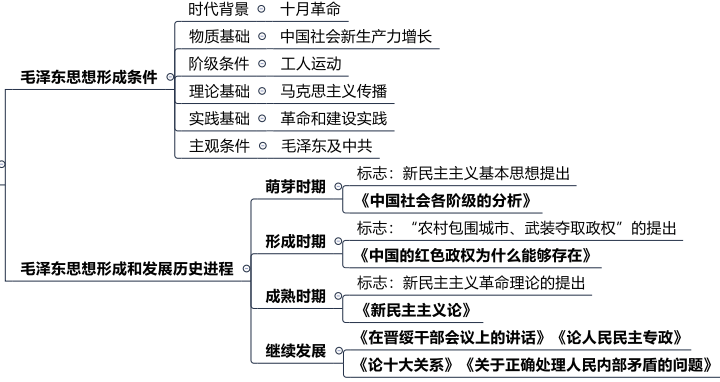 毛泽东思想形成条件
时代背景 十月革命
物质基础 中国社会新生产力增长
阶级条件 工人运动
理论基础 马克思主义传播
实践基础 革命和建设实践
主观条件 毛泽东及中共
毛泽东思想形成和发展历史进程
萌芽时期
标志：新民主主义基本思想提出
《中国社会各阶级的分析》
形成时期
标志：“农村包围城市、武装夺取政权”的提出
《中国的红色政权为什么能够存在》
成熟时期
标志：新民主主义革命理论的提出
《新民主主义论》
继续发展
《在晋绥干部会议上的讲话》《论人民民主专政》
《论十大关系》《关于正确处理人民内部矛盾的问题》